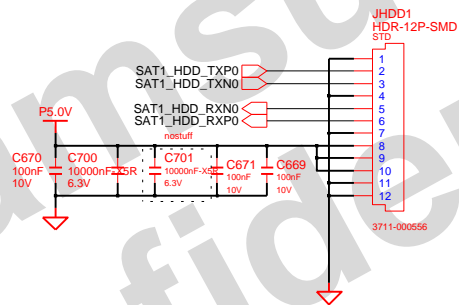 JHDD1
HDR-12P-SMD
STD
SAT1_HDD_TXP0
SAT1_HDD_TXN0
SAT1_HDD_RXN0
SAT1_HDD_RXP0
1
2
3
4
5
6
7
8
9
10
11
12
P5.0V
nostuff
C670
100nF
10V
C700
10000nF-X5R
6.3V
C701
10000nF-X5R
6.3V
C671
100nF
10V
C669
100nF
10V
3711-000556